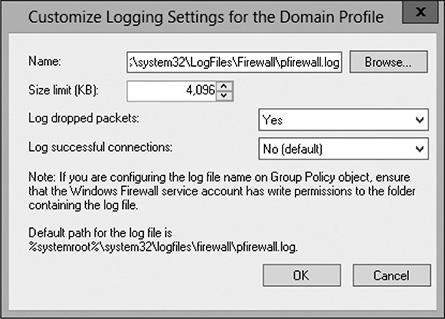 Customize Logging Settings for the Domain Profile
x
Name:
;\system32\LogFiles\Firewall\pfirewall.log
Browse...
Size limit (KB):
4,096
Log dropped packets:
Yes
Log successful connections:
No (default)
Note: If you are configuring the log file name on Group Policy object, ensure
that the Windows Firewall service account has write permissions to the folder
containing the log file.
Default path for the log file is
%systemroot%\system32\logfiles\firewall\pfirewall.log.
OK
Cancel